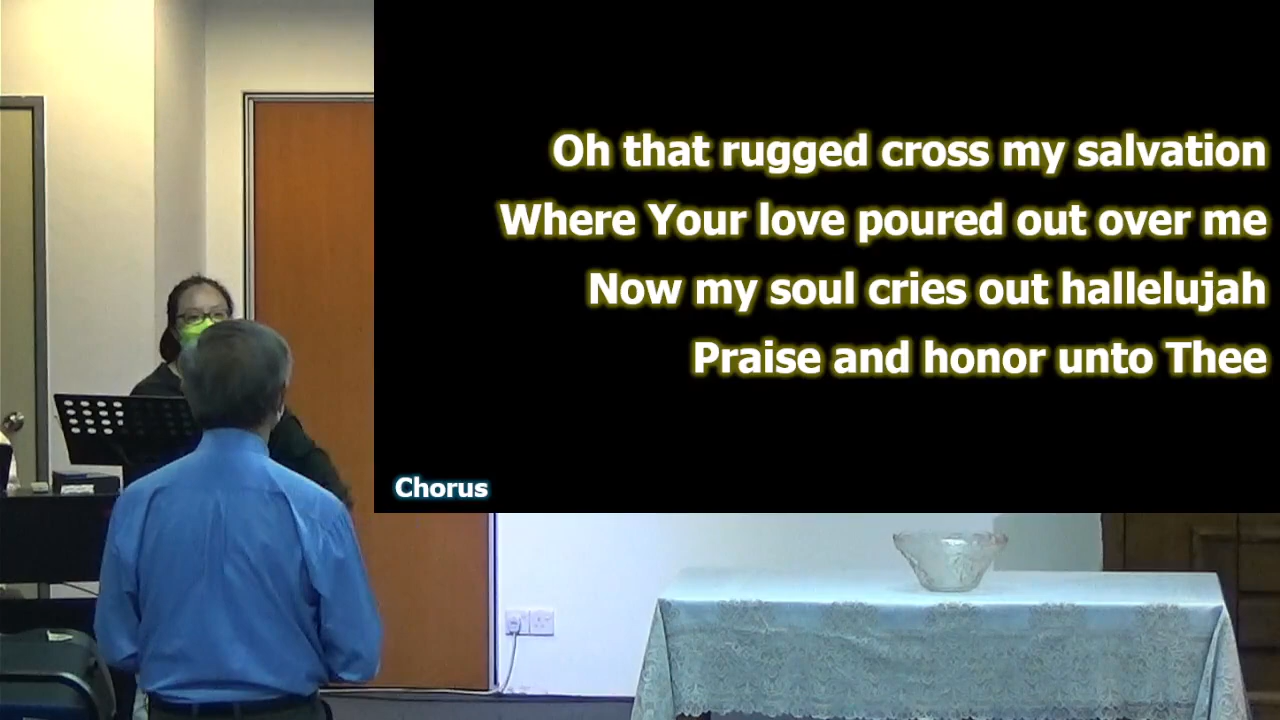 Oh that rugged cross my salvation
Where Your love poured out over me
Now my soul cries out hallelujah
Praise and honor unto Thee
Chorus